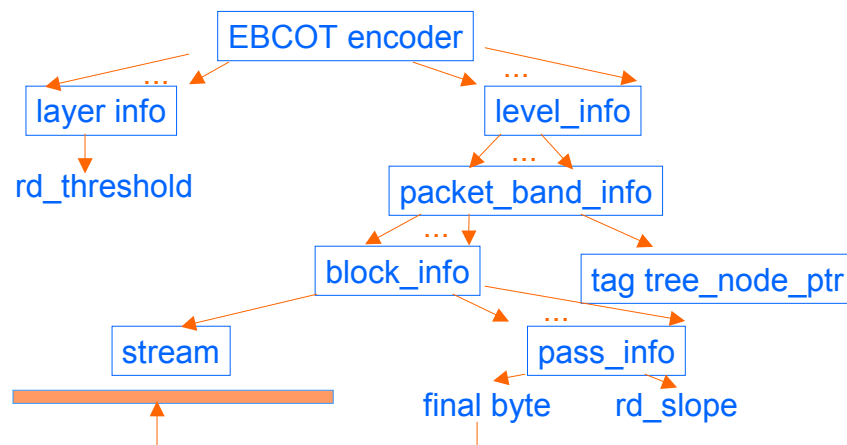 EBCOT encoder
... ...
layer info level_info
...
rd_threshold packet_band_info
...
block_info tag tree_node_ptr
...
stream pass_info
final byte rd_slope